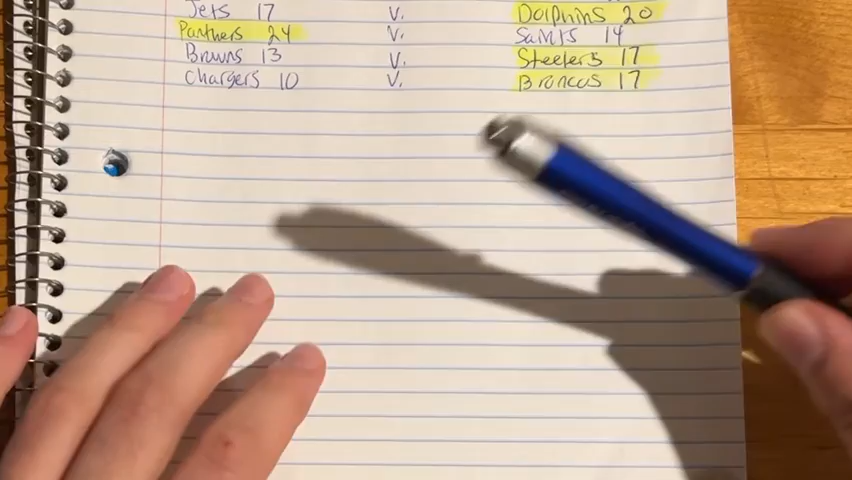 Jets 17 V. Dolphins 20
Panthers 24 V. Saints 14
Browns 13 V. Steelers 17
Chargers 10 V. Broncos 17